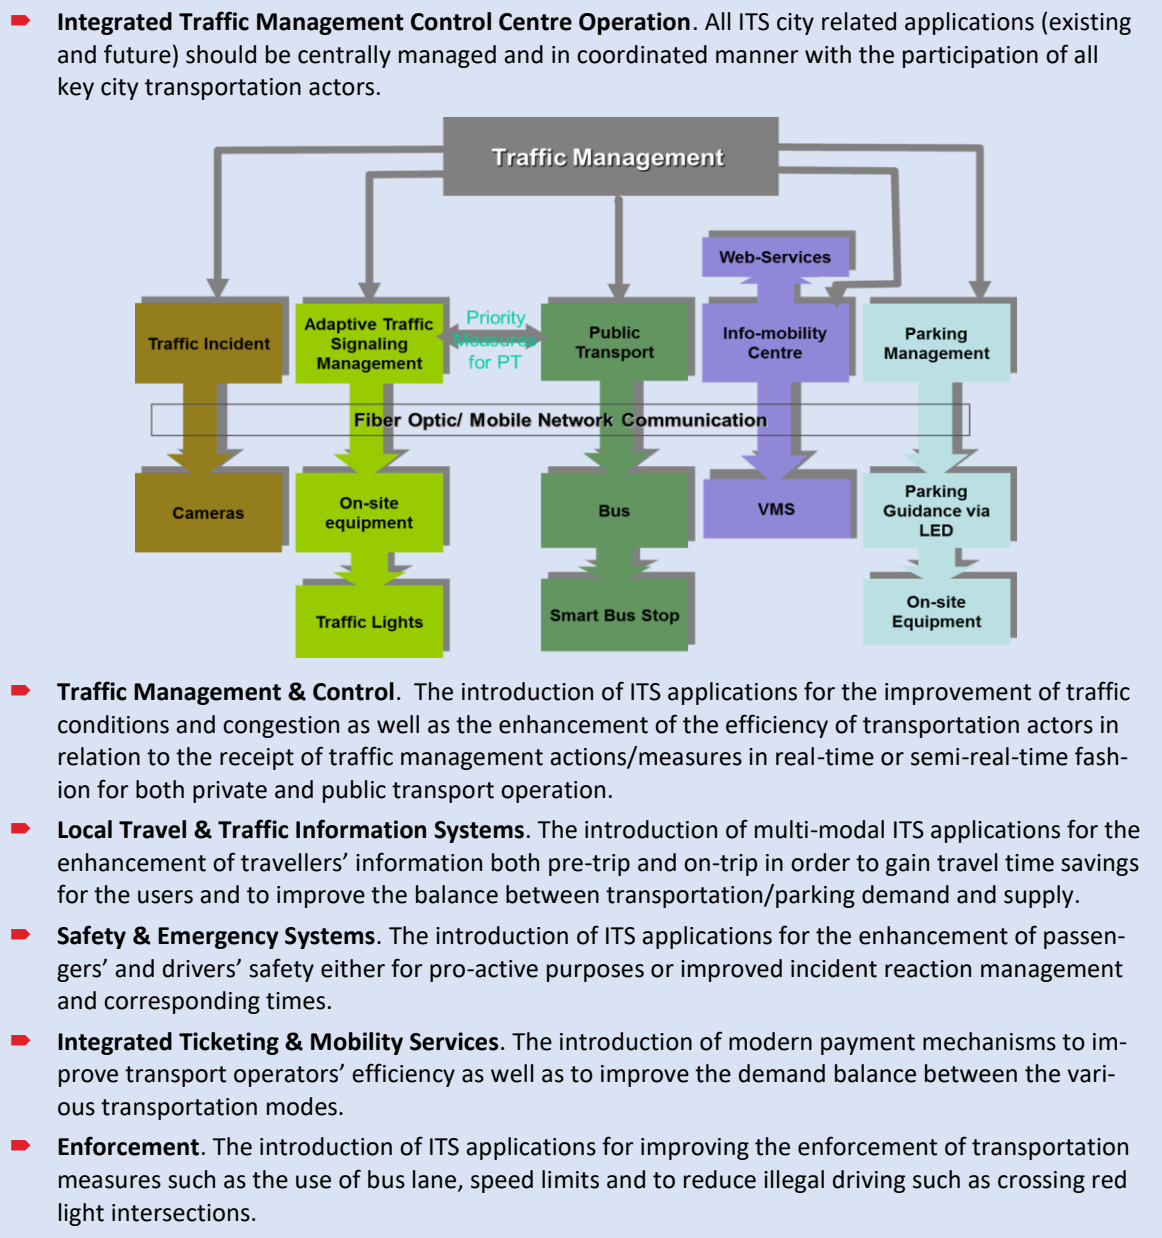 Integrated Traffic Management Control Centre Operation. All ITS city related applications (existing
and future) should be centrally managed and in coordinated manner with the participation of all
key city transportation actors.
Traffic Management
Web-Services
Traffic Incident
Adaptive Traffic
Signaling
Management
Priority
Measures
for PT
Public
Transport
Info-mobility
Centre
Parking
Management
Fiber Optic/ Mobile Network Communication
Cameras
On-site
equipment
Bus
VMS
Parking
Guidance via
LED
Traffic Lights
Smart Bus Stop
On-site
Equipment
Traffic Management & Control.  The introduction of ITS applications for the improvement of traffic
conditions and congestion as well as the enhancement of the efficiency of transportation actors in
relation to the receipt of traffic management actions/measures in real-time or semi-real-time fash-
ion for both private and public transport operation.
Local Travel & Traffic Information Systems. The introduction of multi-modal ITS applications for the
enhancement of travellers’ information both pre-trip and on-trip in order to gain travel time savings
for the users and to improve the balance between transportation/parking demand and supply.
Safety & Emergency Systems. The introduction of ITS applications for the enhancement of passen-
gers’ and drivers’ safety either for pro-active purposes or improved incident reaction management
and corresponding times.
Integrated Ticketing & Mobility Services. The introduction of modern payment mechanisms to im-
prove transport operators’ efficiency as well as to improve the demand balance between the vari-
ous transportation modes.
Enforcement. The introduction of ITS applications for improving the enforcement of transportation
measures such as the use of bus lane, speed limits and to reduce illegal driving such as crossing red
light intersections.